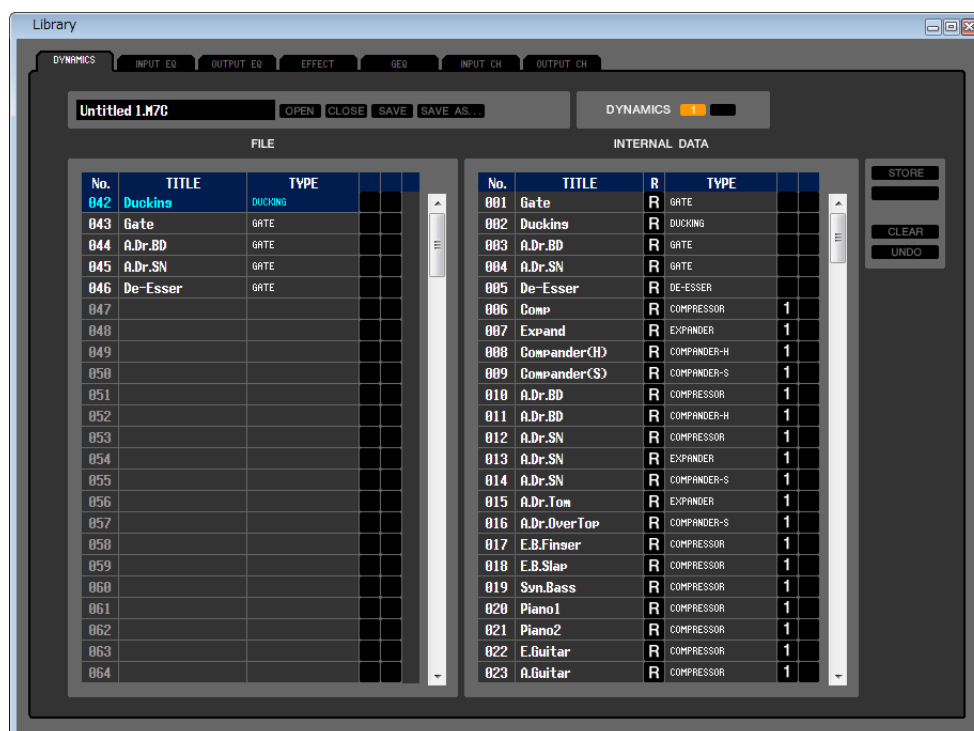 Library
DYNAMICS INPUT EQ OUTPUT EQ EFFECT GEQ INPUT CH OUTPUT CH
Untitled 1.M7C OPEN CLOSE SAVE SAVE AS... DYNAMICS 1
FILE INTERNAL DATA
STORE
CLEAR
UNDO
No. TITLE TYPE
042 Ducking DUCKING
043 Gate GATE
044 A.Dr.BD GATE
045 A.Dr.SN GATE
046 De-Esser GATE
047
048
049
050
051
052
053
054
055
056
057
058
059
060
061
062
063
064
No. TITLE R TYPE
001 Gate R GATE
002 Ducking R DUCKING
003 A.Dr.BD R GATE
004 A.Dr.SN R GATE
005 De-Esser R DE-ESSER
006 Comp R COMPRESSOR 1
007 Expand R EXPANDER 1
008 Compander(H) R COMPANDER-H 1
009 Compander(S) R COMPANDER-S 1
010 A.Dr.BD R COMPRESSOR 1
011 A.Dr.BD R COMPANDER-H 1
012 A.Dr.SN R COMPRESSOR 1
013 A.Dr.SN R EXPANDER 1
014 A.Dr.SN R COMPANDER-S 1
015 A.Dr.Tom R EXPANDER 1
016 A.Dr.OverTop R COMPANDER-S 1
017 E.B.Finger R COMPRESSOR 1
018 E.B.Slap R COMPRESSOR 1
019 Syn.Bass R COMPRESSOR 1
020 Piano1 R COMPRESSOR 1
021 Piano2 R COMPRESSOR 1
022 E.Guitar R COMPRESSOR 1
023 A.Guitar R COMPRESSOR 1